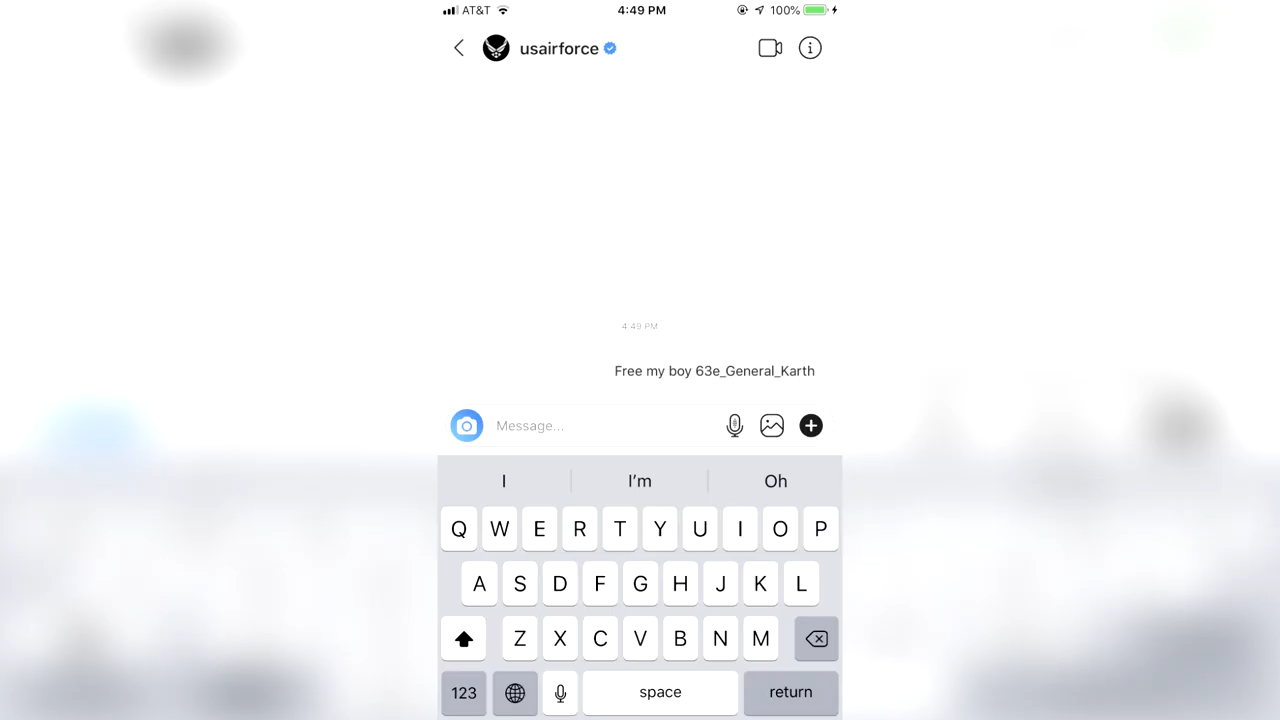 AT&T 4:49 PM 100%
usairforce
4:49 PM
Free my boy 63e_General_Karth
Message...
I I'm Oh
Q W E R T Y U I O P
A S D F G H J K L
Z X C V B N M
123 space return